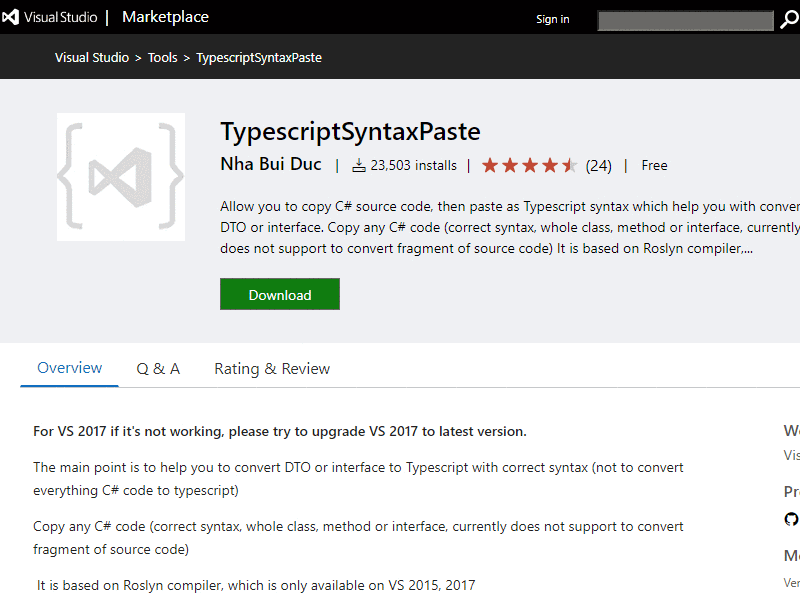 Visual Studio | Marketplace
Sign in
Visual Studio > Tools > TypescriptSyntaxPaste
TypescriptSyntaxPaste
Nha Bui Duc | 23,503 installs | (24) | Free
Allow you to copy C# source code, then paste as Typescript syntax which help you with conver
DTO or interface. Copy any C# code (correct syntax, whole class, method or interface, currently
does not support to convert fragment of source code) It is based on Roslyn compiler,...
Download
Overview Q & A Rating & Review
For VS 2017 if it's not working, please try to upgrade VS 2017 to latest version.
The main point is to help you to convert DTO or interface to Typescript with correct syntax (not to convert
everything C# code to typescript)
Copy any C# code (correct syntax, whole class, method or interface, currently does not support to convert
fragment of source code)
It is based on Roslyn compiler, which is only available on VS 2015, 2017
Wo
Vis
Pr
Mo
Ver